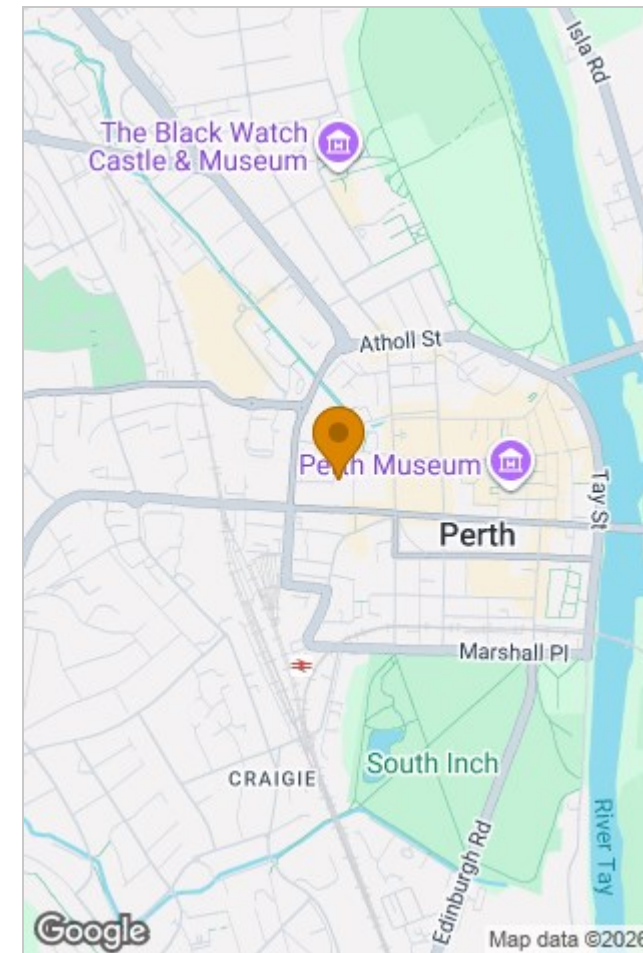 Isla Rd
The Black Watch
Castle & Museum
Atholl St
Perth Museum
Tay St
Perth
Marshall Pl
South Inch
CRAIGIE
River Tay
Edinburgh Rd
Google
Map data ©2026